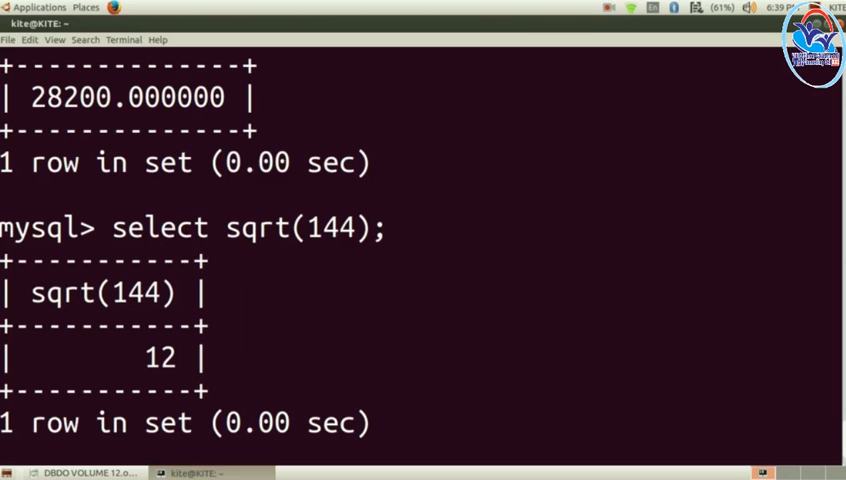 Applications Places En (61%) 6:39 PM KITE
kite@KITE: ~
File Edit View Search Terminal Help
+--------------+
| 28200.000000 |
+--------------+
1 row in set (0.00 sec)
mysql> select sqrt(144);
+-----------+
| sqrt(144) |
+-----------+
| 12 |
+-----------+
1 row in set (0.00 sec)
DBDO VOLUME 12.o... kite@KITE: ~